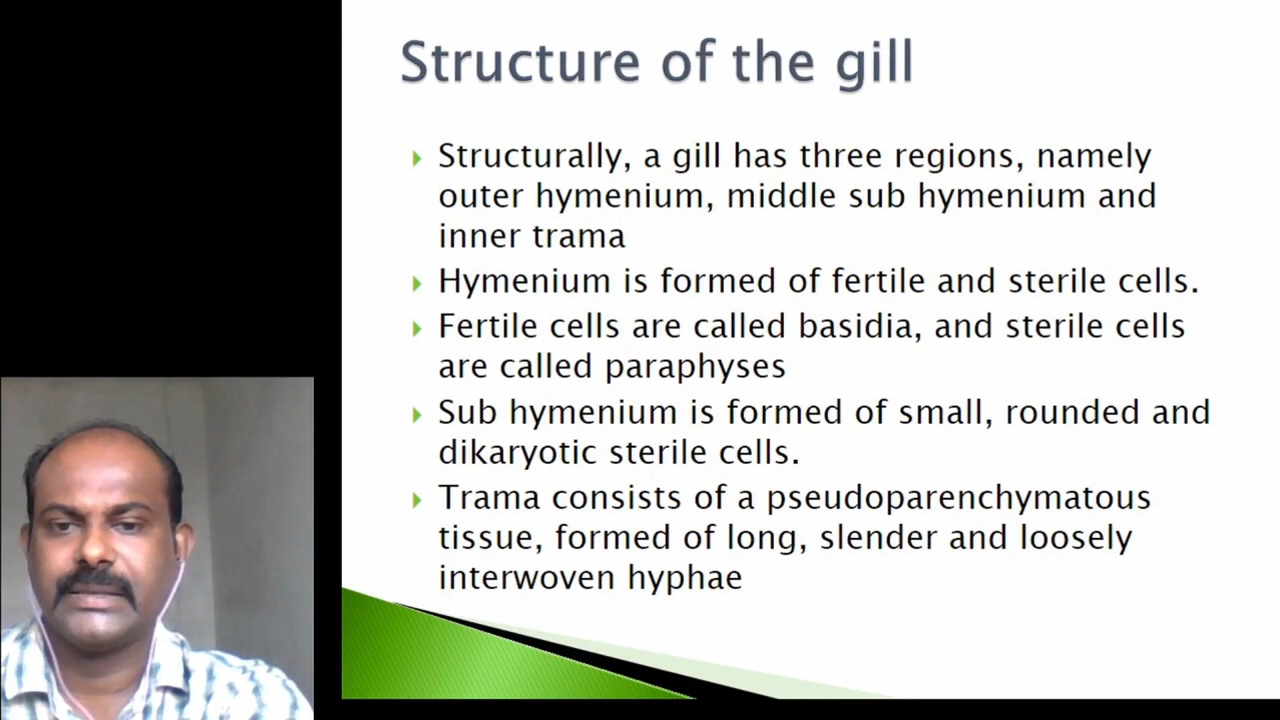 Structure of the gill
Structurally, a gill has three regions, namely
outer hymenium, middle sub hymenium and
inner trama
Hymenium is formed of fertile and sterile cells.
Fertile cells are called basidia, and sterile cells
are called paraphyses
Sub hymenium is formed of small, rounded and
dikaryotic sterile cells.
Trama consists of a pseudoparenchymatous
tissue, formed of long, slender and loosely
interwoven hyphae